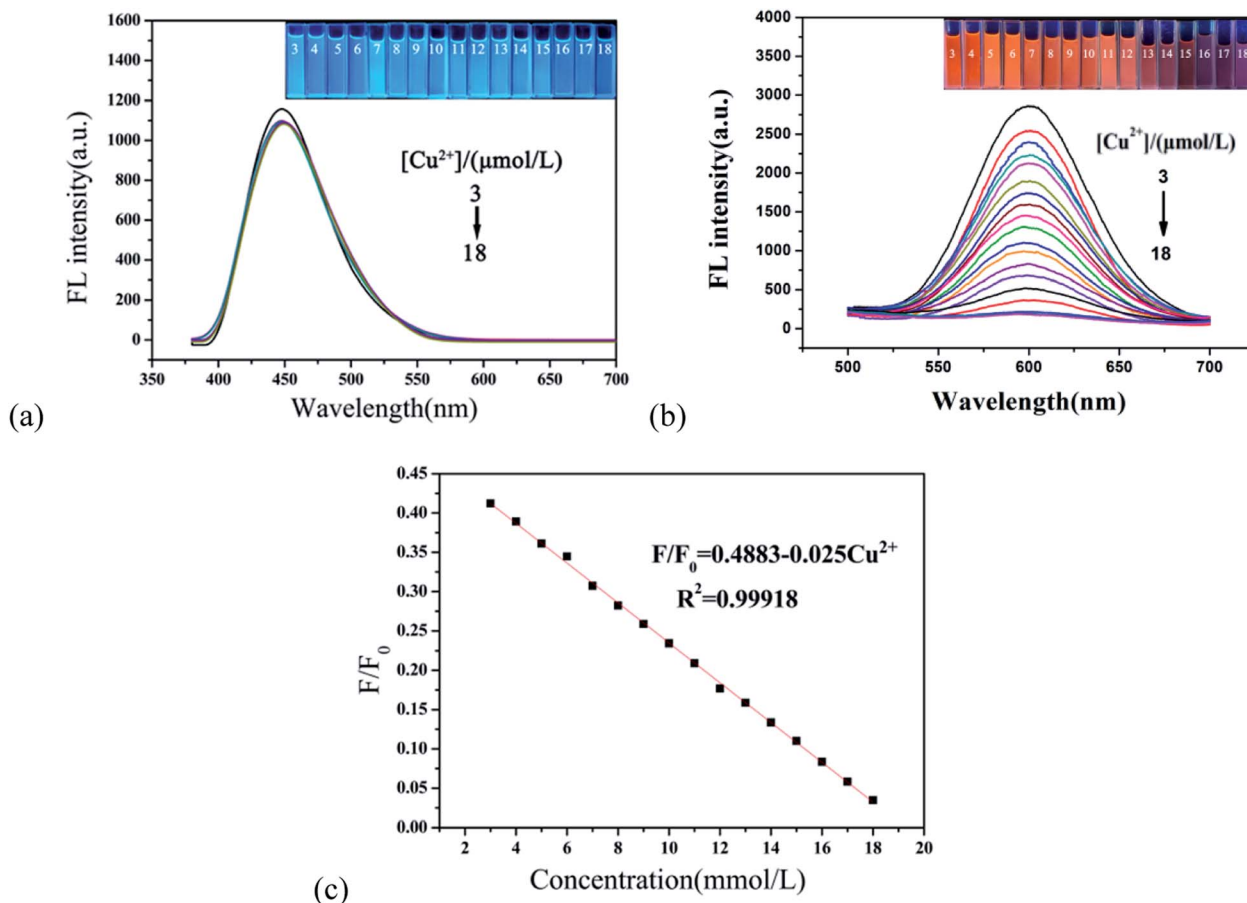 1600
1400
1200
1000
800
600
400
200
0
FL intensity(a.u.)
3 4 5 6 7 8 9 10 11 12 13 14 15 16 17 18
[Cu²⁺]/(μmol/L)
3
18
350 400 450 500 550 600 650 700
Wavelength(nm)
(a)
4000
3500
3000
2500
2000
1500
1000
500
0
FL intensity(a.u.)
3 4 5 6 7 8 9 10 11 12 13 14 15 16 17 18
[Cu²⁺]/(μmol/L)
3
18
500 550 600 650 700
Wavelength(nm)
(b)
0.45
0.40
0.35
0.30
0.25
0.20
0.15
0.10
0.05
0.00
F/F₀
F/F₀=0.4883-0.025Cu²⁺
R²=0.99918
2 4 6 8 10 12 14 16 18 20
Concentration(mmol/L)
(c)